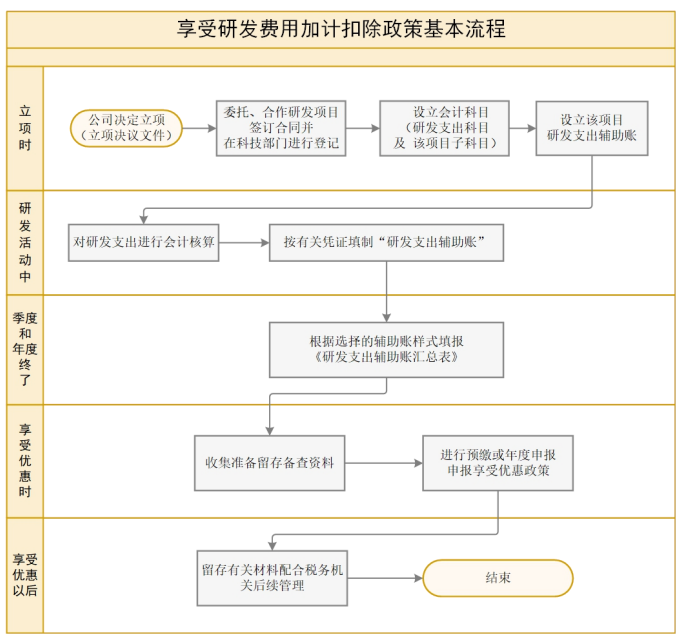 享受研发费用加计扣除政策基本流程
立
项
时
公司决定立项
（立项决议文件）
委托、合作研发项目
签订合同并
在科技部门进行登记
设立会计科目
（研发支出科目
及 该项目子科目）
设立该项目
研发支出辅助账
研
发
活
动
中
对研发支出进行会计核算
按有关凭证填制“研发支出辅助账”
季度
和
年度
终
了
根据选择的辅助账样式填报
《研发支出辅助账汇总表》
享
受
优
惠
时
收集准备留存备查资料
进行预缴或年度申报
申报享受优惠政策
享受
优惠
以后
留存有关材料配合税务机
关后续管理
结束